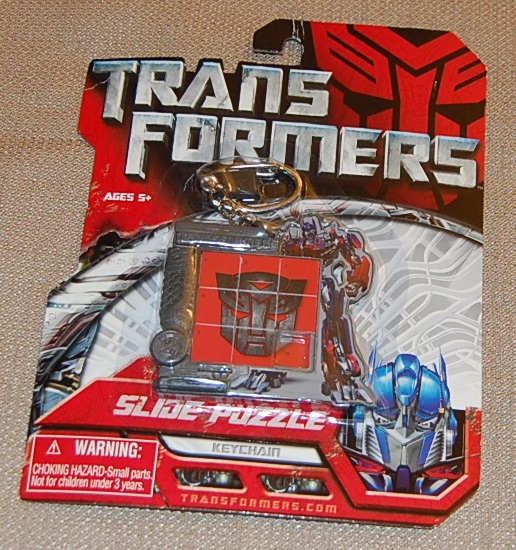 TRANS
FORMERS™
AGES 5+
SLIDE PUZZLE
KEYCHAIN
WARNING:
CHOKING HAZARD-Small parts.
Not for children under 3 years.
TRANSFORMERS.COM